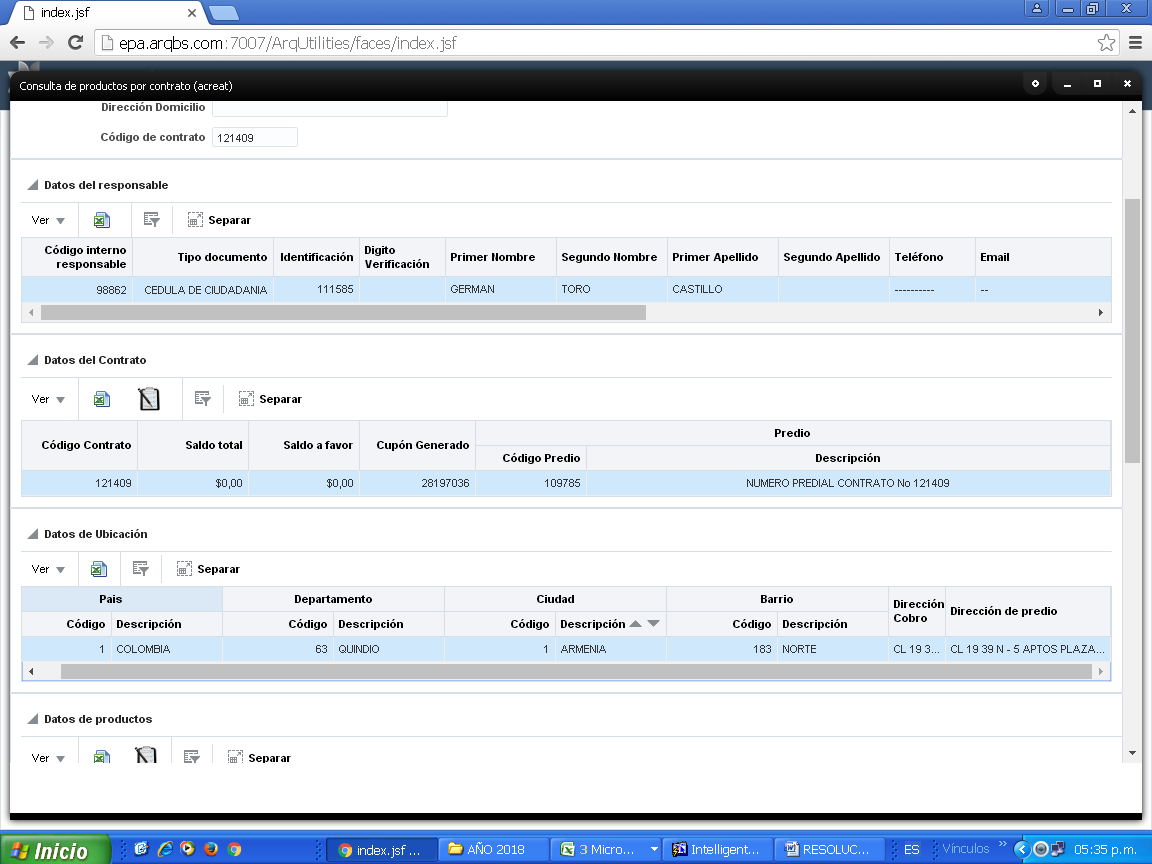 index.jsf
epa.arqbs.com:7007/ArqUtilities/faces/index.jsf
Consulta de productos por contrato (acreat)
Dirección Domicilio
Código de contrato 121409
Datos del responsable
Ver Separar
Código interno responsable Tipo documento Identificación Digito Verificación Primer Nombre Segundo Nombre Primer Apellido Segundo Apellido Teléfono Email
98862 CEDULA DE CIUDADANIA 111585 GERMAN TORO CASTILLO ---------- --
Datos del Contrato
Ver Separar
Código Contrato Saldo total Saldo a favor Cupón Generado Predio
Código Predio Descripción
121409 $0,00 $0,00 28197036 109785 NUMERO PREDIAL CONTRATO No 121409
Datos de Ubicación
Ver Separar
Pais Departamento Ciudad Barrio Dirección Cobro Dirección de predio
Código Descripción Código Descripción Código Descripción Código Descripción
1 COLOMBIA 63 QUINDIO 1 ARMENIA 183 NORTE CL 19 3... CL 19 39 N - 5 APTOS PLAZA...
Datos de productos
Ver Separar
Inicio index.jsf ... AÑO 2018 3 Micro... Intelligent... RESOLUC... ES Vínculos » 05:35 p.m.